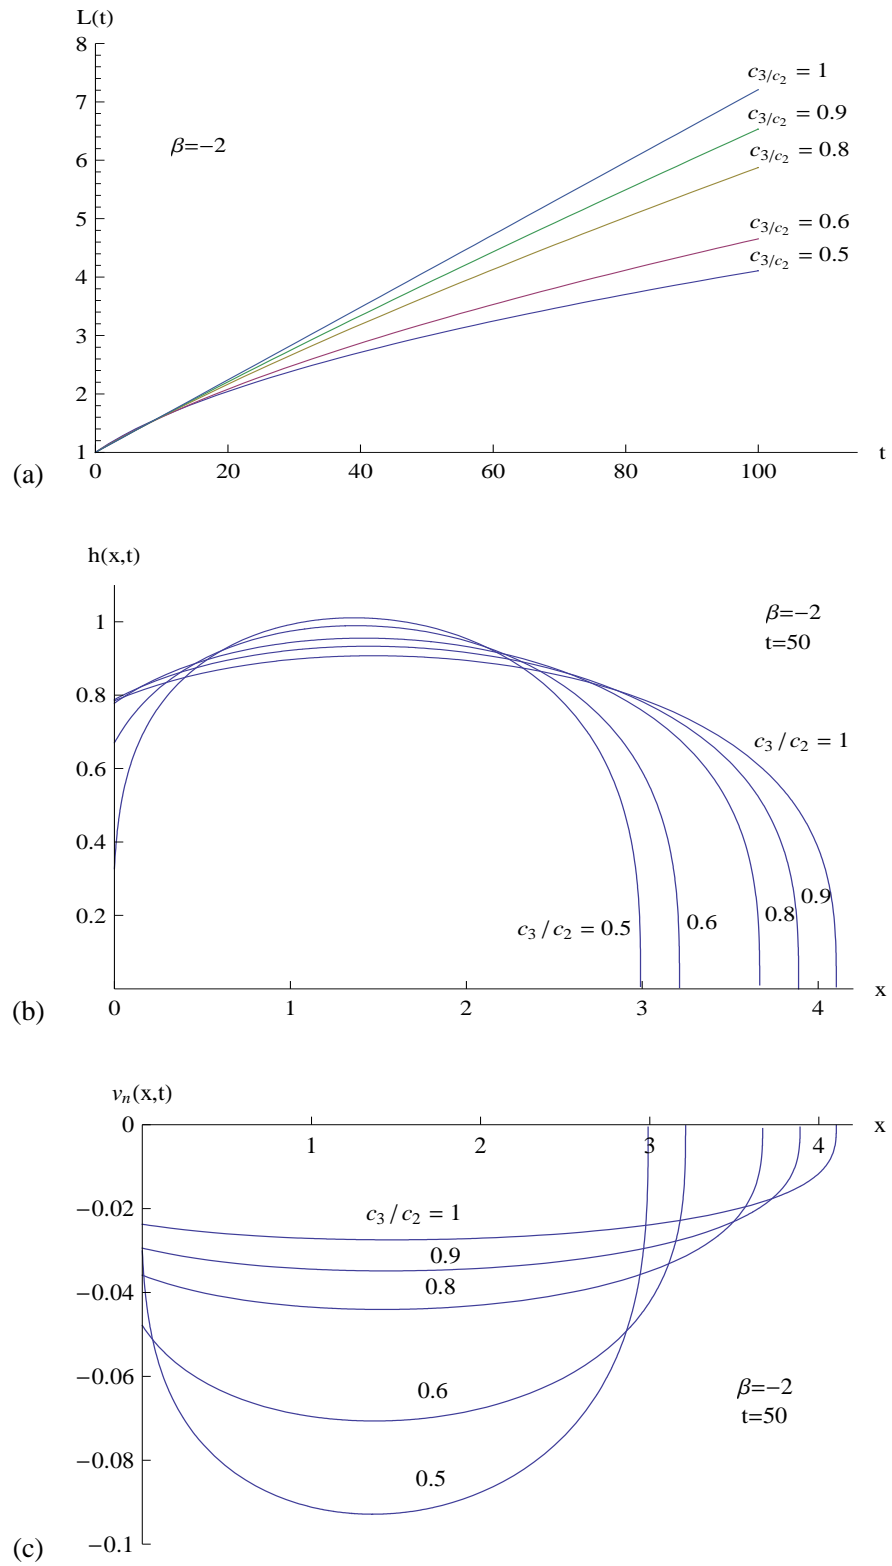 L(t)
8
c3/c2 = 1
7
c3/c2 = 0.9
β=−2
c3/c2 = 0.8
6
5
c3/c2 = 0.6
c3/c2 = 0.5
4
3
2
1
(a)
0 20 40 60 80 100 t
h(x,t)
β=−2
1
t=50
0.8
c3/c2 = 1
0.6
0.4
0.2
c3/c2 = 0.5 0.6 0.8 0.9
(b)
0 1 2 3 4 x
vn(x,t)
0 x
1 2 3 4
−0.02
c3/c2 = 1
0.9
0.8
−0.04
−0.06
0.6
β=−2
t=50
−0.08
0.5
−0.1
(c)